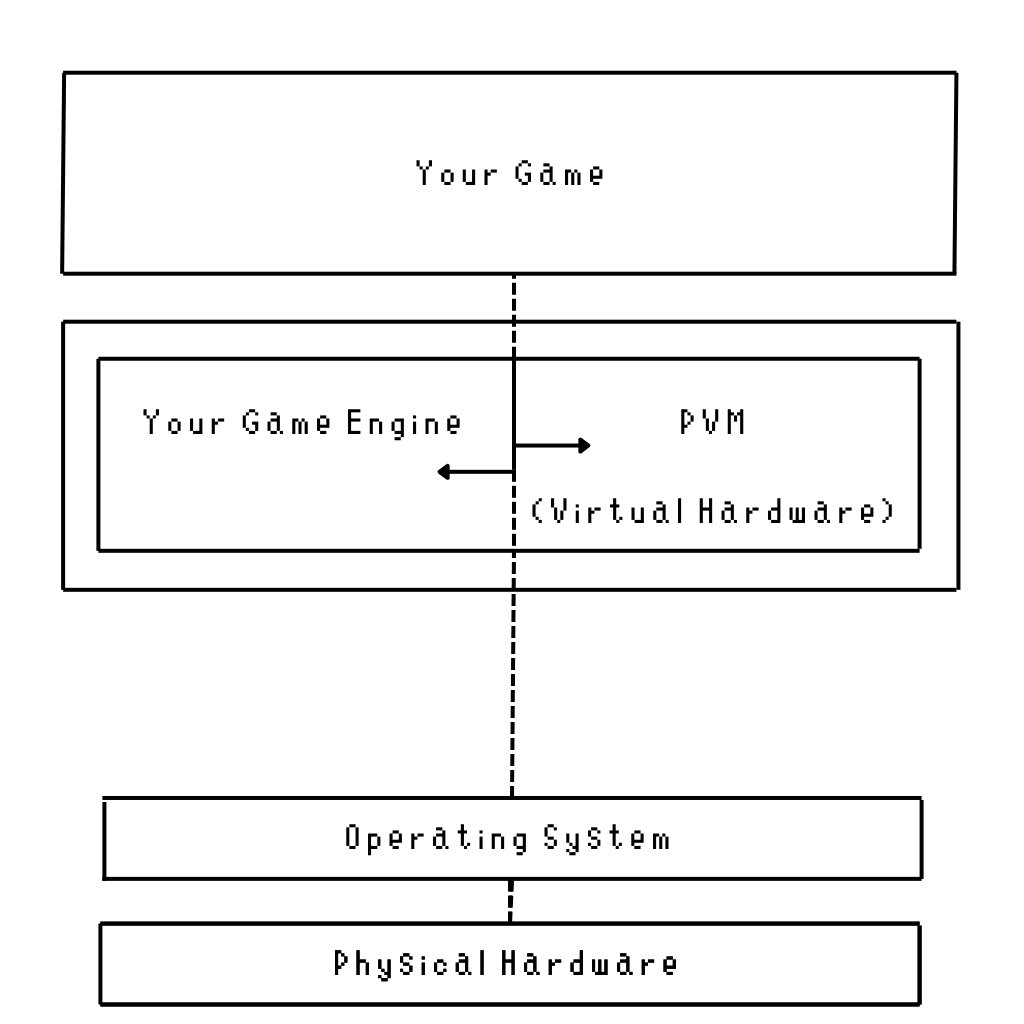 Your Game
Your Game Engine
PVM
(Virtual Hardware)
Operating System
Physical Hardware